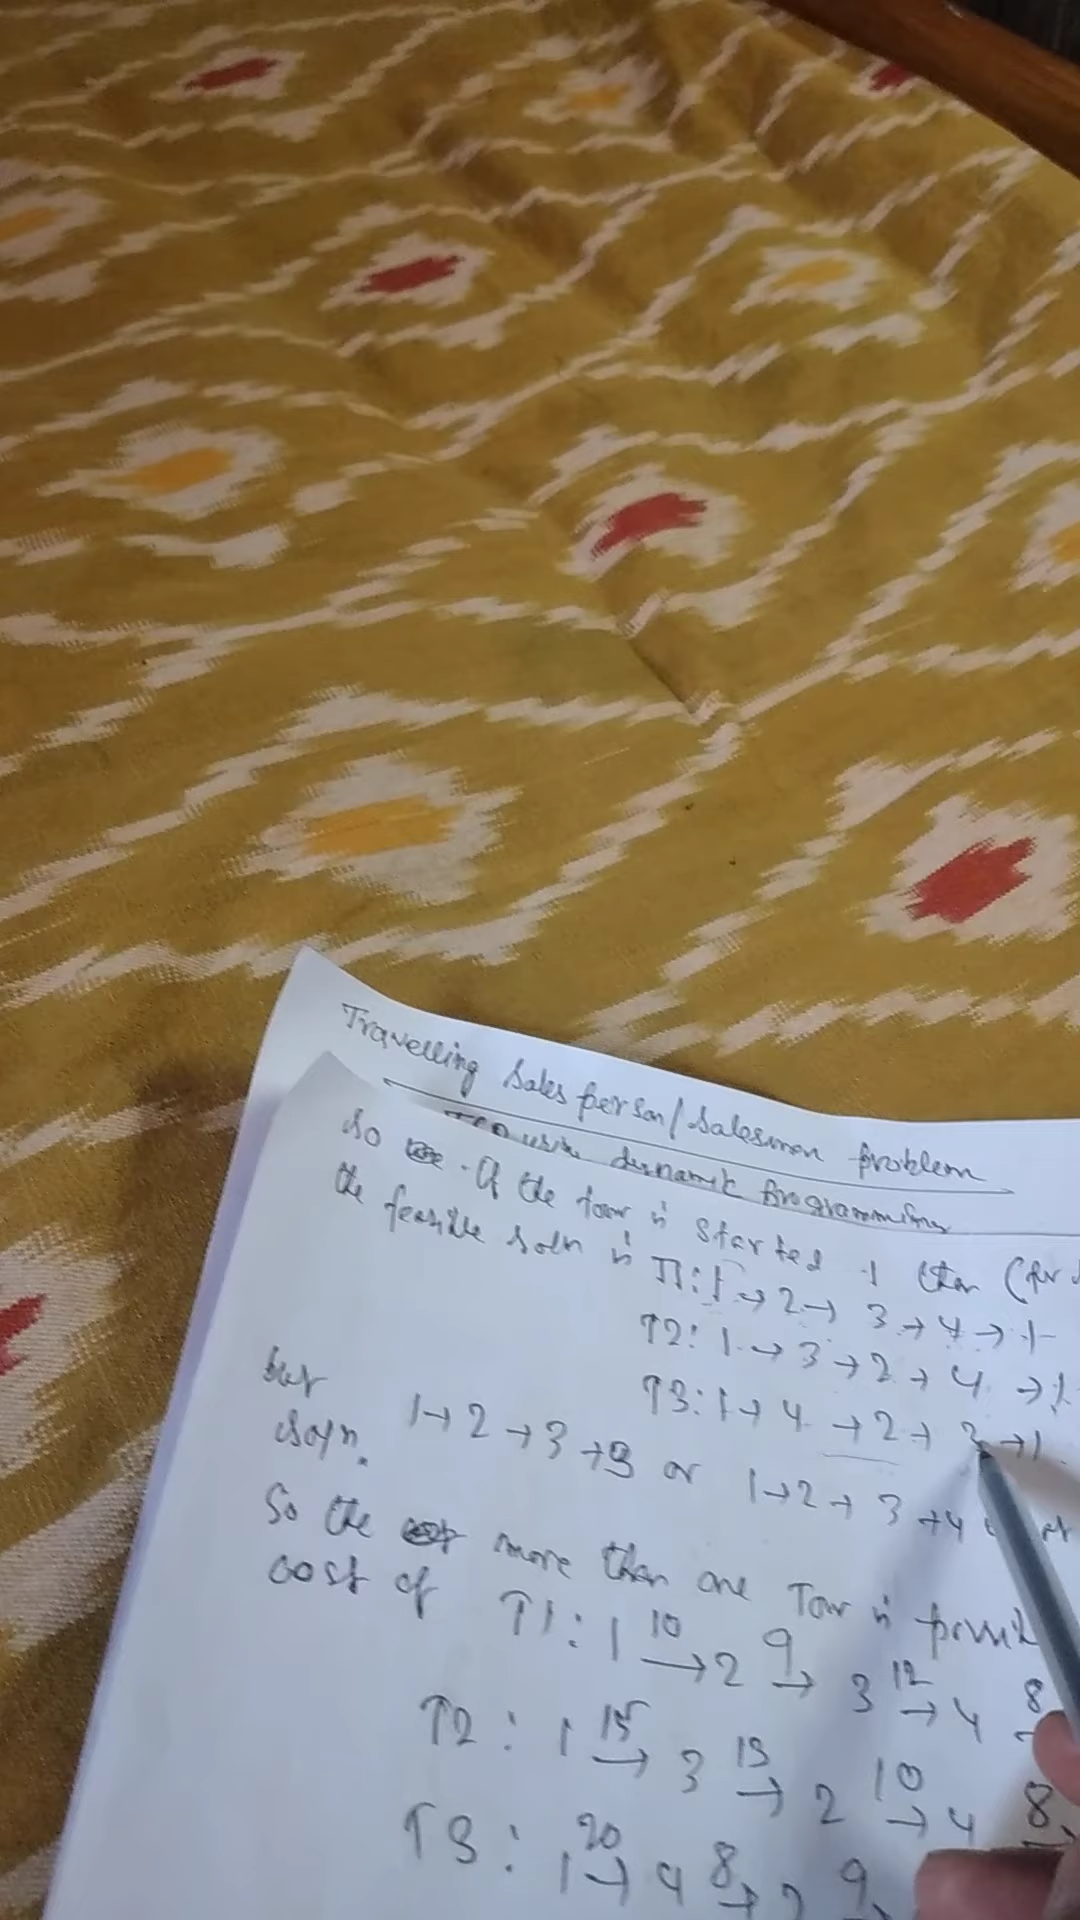 Travelling Sales person/Salesman problem
using dynamic programming
So . If the tour is started 1 then (for
the feasible soln is T1: 1 → 2 → 3 → 4 → 1
T2: 1 → 3 → 2 → 4 → 1
T3: 1 → 4 → 2 → 3 → 1
but 1 → 2 → 3 → 3 or 1 → 2 → 3 → 4
soln.
So the more than one Tour is
cost of T1: 1 10 → 2 9 → 3 12 → 4 8
T2: 1 15 → 3 13 → 2 10 → 4 8
T3: 1 20 → 4 8 → 2 9